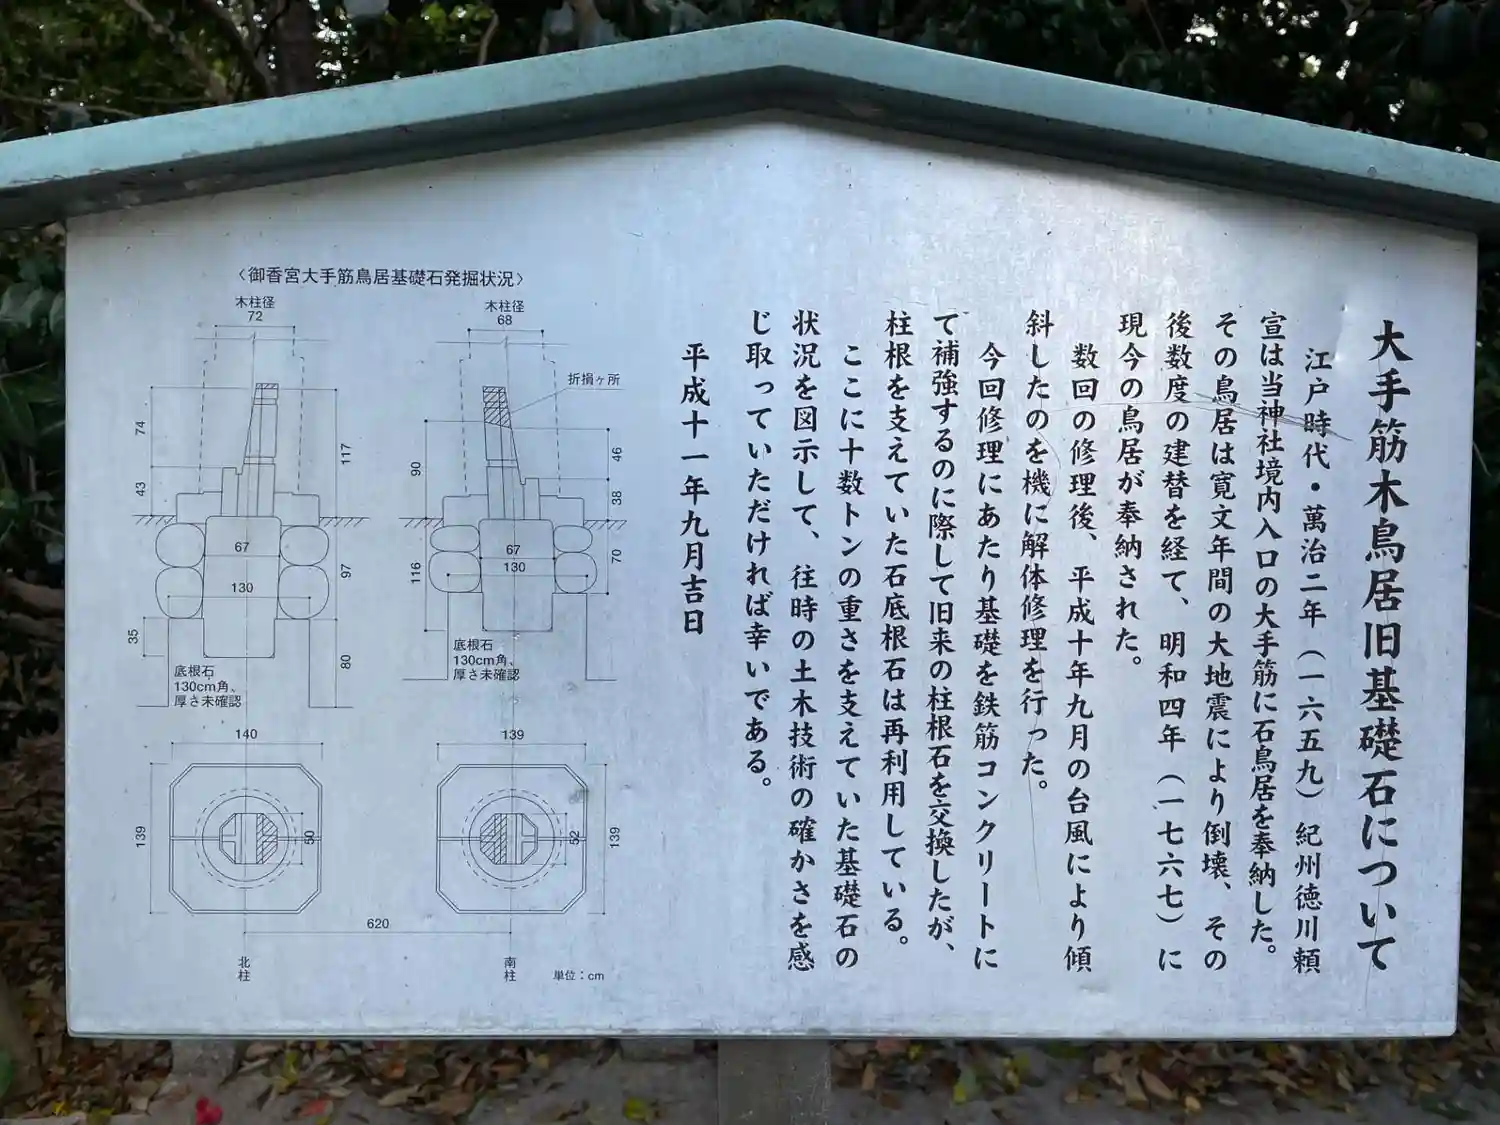 大手筋木鳥居旧基礎石について
江戸時代・萬治二年（一六五九）紀州徳川頼
宣は当神社境内入口の大手筋に石鳥居を奉納した。
その鳥居は寛文年間の大地震により倒壊、その
後数度の建替を経て、明和四年（一七六七）に
現今の鳥居が奉納された。
数回の修理後、平成十年九月の台風により傾
斜したのを機に解体修理を行った。
今回修理にあたり基礎を鉄筋コンクリートに
て補強するのに際して旧来の柱根石を交換したが、
柱根を支えていた石底根石は再利用している。
ここに十数トンの重さを支えていた基礎石の
状況を図示して、往時の土木技術の確かさを感
じ取っていただければ幸いである。
平成十一年九月吉日
〈御香宮大手筋鳥居基礎石発掘状況〉
木柱径
72
74
43
117
67
130
97
35
80
底根石
130cm角、
厚さ未確認
木柱径
68
折損ヶ所
90
46
38
67
130
116
70
底根石
130cm角、
厚さ未確認
140
139
50
139
139
52
620
北柱
南柱
単位：cm